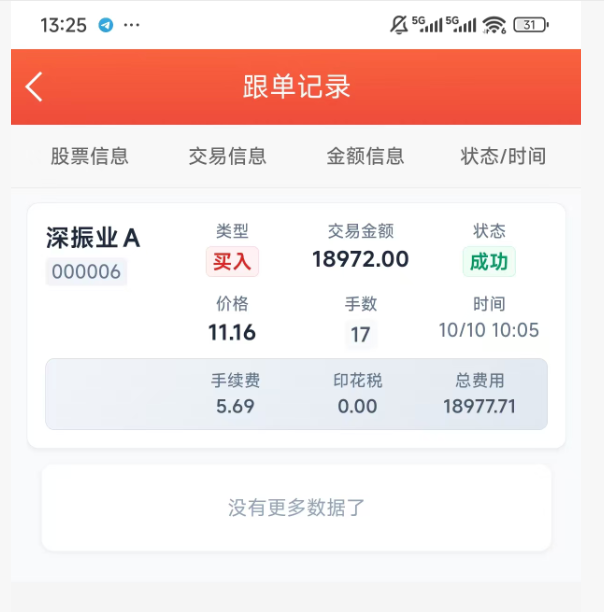 13:25 ··· 5G 5G 6 31
跟单记录
股票信息 交易信息 金额信息 状态/时间
深振业A 类型 交易金额 状态
000006 买入 18972.00 成功
价格 手数 时间
11.16 17 10/10 10:05
手续费 印花税 总费用
5.69 0.00 18977.71
没有更多数据了